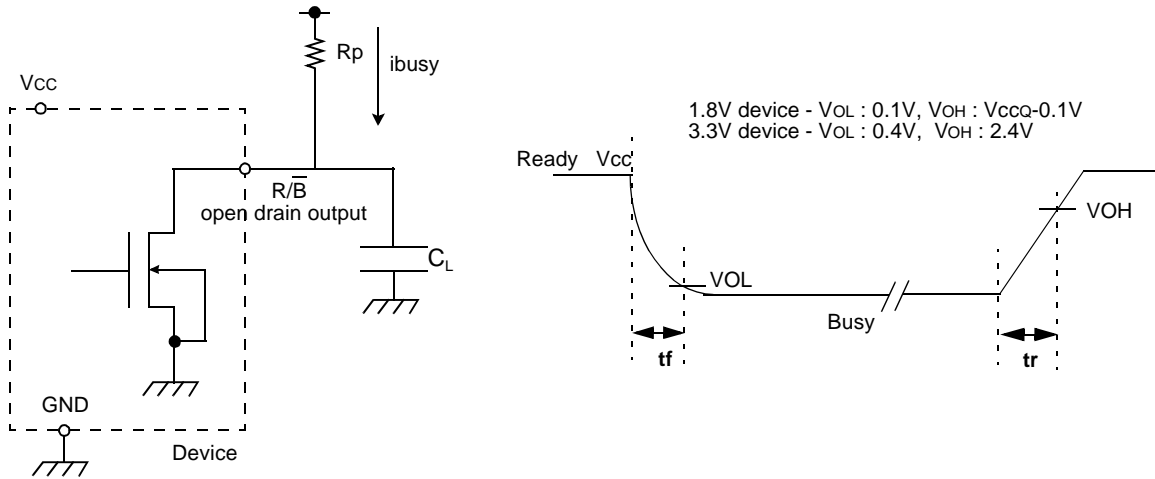 Rp
ibusy
VCC
R/B̅
open drain output
CL
GND
Device
1.8V device - VOL : 0.1V, VOH : VCCQ-0.1V
3.3V device - VOL : 0.4V, VOH : 2.4V
Ready Vcc
VOH
VOL
Busy
tf
tr